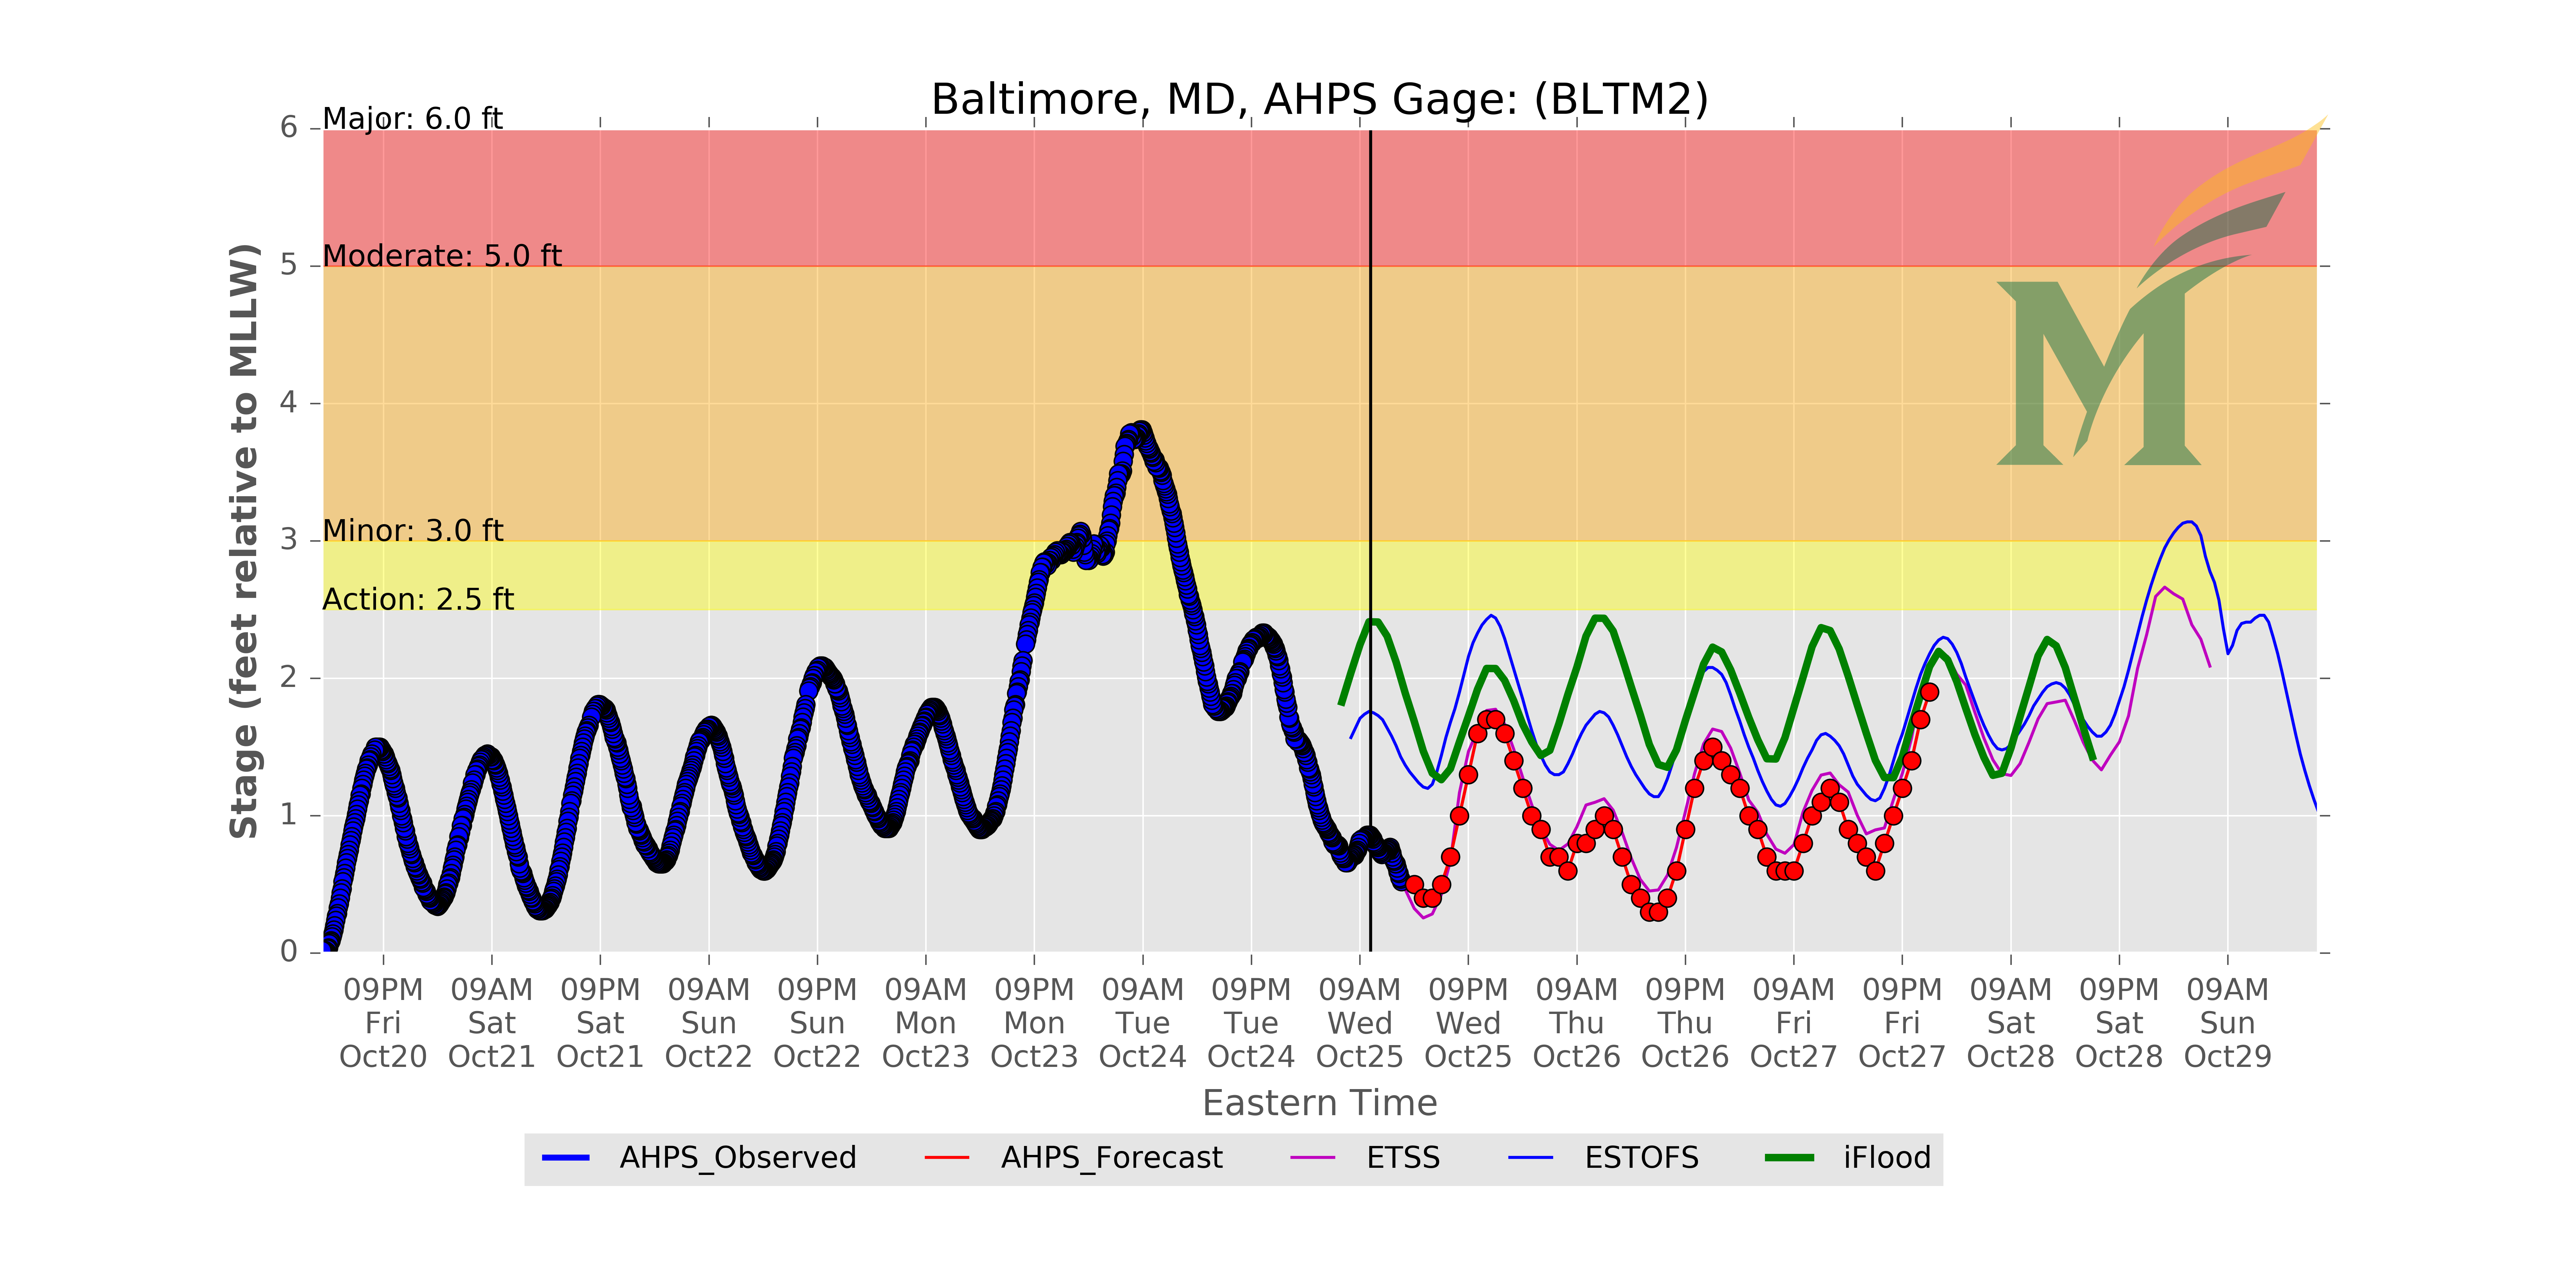 Baltimore, MD, AHPS Gage: (BLTM2)
Major: 6.0 ft
Moderate: 5.0 ft
Minor: 3.0 ft
Action: 2.5 ft
6
5
4
3
2
1
0
Stage (feet relative to MLLW)
09PM 09AM 09PM 09AM 09PM 09AM 09PM 09AM 09PM 09AM 09PM 09AM 09PM 09AM 09PM 09AM 09PM 09AM
Fri Sat Sat Sun Sun Mon Mon Tue Tue Wed Wed Thu Thu Fri Fri Sat Sat Sun
Oct20 Oct21 Oct21 Oct22 Oct22 Oct23 Oct23 Oct24 Oct24 Oct25 Oct25 Oct26 Oct26 Oct27 Oct27 Oct28 Oct28 Oct29
Eastern Time
AHPS_Observed AHPS_Forecast ETSS ESTOFS iFlood
M